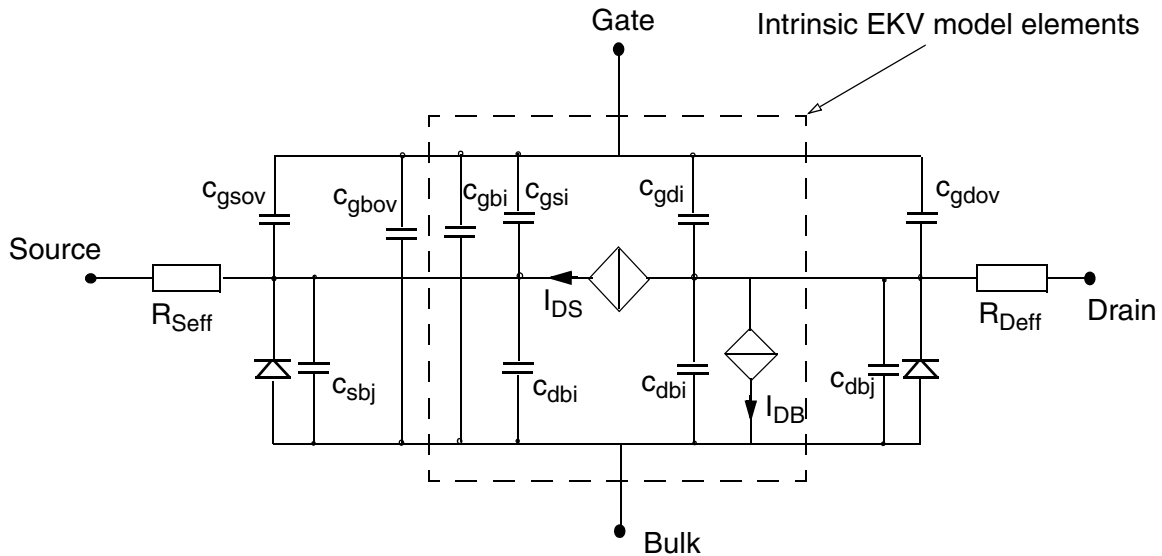 Gate
Intrinsic EKV model elements
cgsov
cgbov
cgbi
cgsi
cgdi
cgdov
Source
RSeff
IDS
RDeff
Drain
csbj
cdbi
cdbi
IDB
cdbj
Bulk